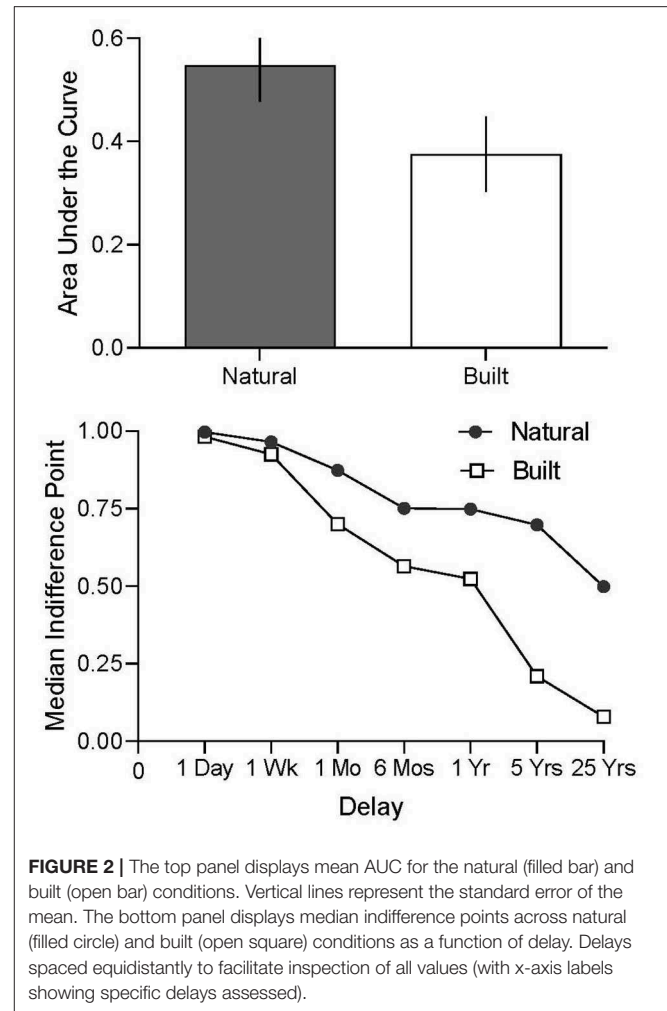 0.6
0.4
0.2
0.0
Area Under the Curve
Natural
Built
1.00
0.75
0.50
0.25
0.00
Median Indifference Point
Natural
Built
0
1 Day
1 Wk
1 Mo
6 Mos
1 Yr
5 Yrs
25 Yrs
Delay
FIGURE 2 | The top panel displays mean AUC for the natural (filled bar) and
built (open bar) conditions. Vertical lines represent the standard error of the
mean. The bottom panel displays median indifference points across natural
(filled circle) and built (open square) conditions as a function of delay. Delays
spaced equidistantly to facilitate inspection of all values (with x-axis labels
showing specific delays assessed).